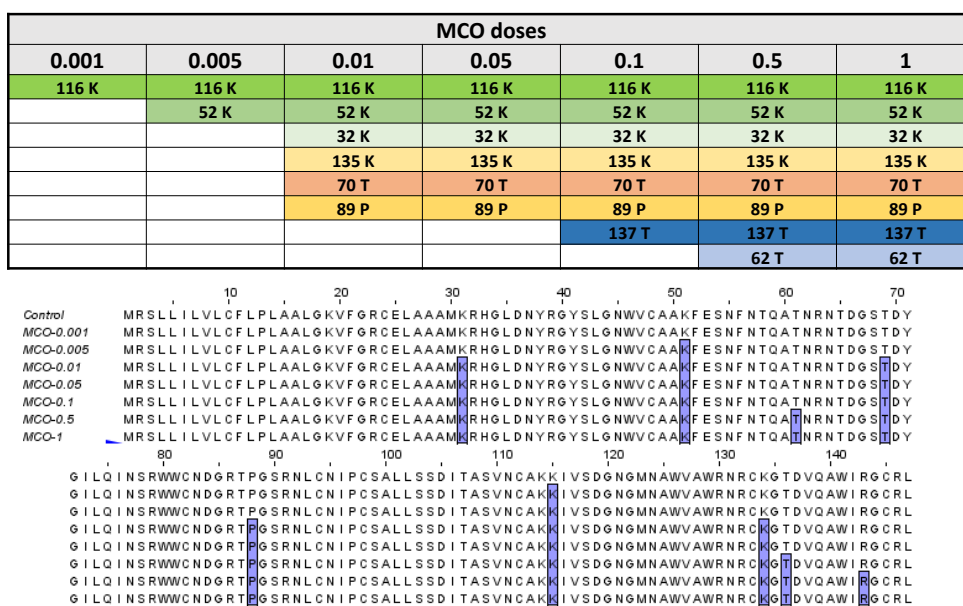 MCO doses
0.001 0.005 0.01 0.05 0.1 0.5 1
116 K 116 K 116 K 116 K 116 K 116 K 116 K
52 K 52 K 52 K 52 K 52 K 52 K
32 K 32 K 32 K 32 K 32 K
135 K 135 K 135 K 135 K 135 K
70 T 70 T 70 T 70 T 70 T
89 P 89 P 89 P 89 P 89 P
137 T 137 T 137 T
62 T 62 T
10 20 30 40 50 60 70
Control MRSLLILVLCFLPLAALGKVFGRCELAAAMKRHGLDNYRGYSLGNWVCAAKFESNFNTQATNRNTDGSTDY
MCO-0.001 MRSLLILVLCFLPLAALGKVFGRCELAAAMKRHGLDNYRGYSLGNWVCAAKFESNFNTQATNRNTDGSTDY
MCO-0.005 MRSLLILVLCFLPLAALGKVFGRCELAAAMKRHGLDNYRGYSLGNWVCAAKFESNFNTQATNRNTDGSTDY
MCO-0.01 MRSLLILVLCFLPLAALGKVFGRCELAAAMKRHGLDNYRGYSLGNWVCAAKFESNFNTQATNRNTDGSTDY
MCO-0.05 MRSLLILVLCFLPLAALGKVFGRCELAAAMKRHGLDNYRGYSLGNWVCAAKFESNFNTQATNRNTDGSTDY
MCO-0.1 MRSLLILVLCFLPLAALGKVFGRCELAAAMKRHGLDNYRGYSLGNWVCAAKFESNFNTQATNRNTDGSTDY
MCO-0.5 MRSLLILVLCFLPLAALGKVFGRCELAAAMKRHGLDNYRGYSLGNWVCAAKFESNFNTQATNRNTDGSTDY
MCO-1 MRSLLILVLCFLPLAALGKVFGRCELAAAMKRHGLDNYRGYSLGNWVCAAKFESNFNTQATNRNTDGSTDY
80 90 100 110 120 130 140
GILQINSRWWCNDGRTPGSRNLCNIPCSALLSSDITASVNCAKKIVSDGNGMNAWVAWRNRCKGTDVQAWIRGCRL
GILQINSRWWCNDGRTPGSRNLCNIPCSALLSSDITASVNCAKKIVSDGNGMNAWVAWRNRCKGTDVQAWIRGCRL
GILQINSRWWCNDGRTPGSRNLCNIPCSALLSSDITASVNCAKKIVSDGNGMNAWVAWRNRCKGTDVQAWIRGCRL
GILQINSRWWCNDGRTPGSRNLCNIPCSALLSSDITASVNCAKKIVSDGNGMNAWVAWRNRCKGTDVQAWIRGCRL
GILQINSRWWCNDGRTPGSRNLCNIPCSALLSSDITASVNCAKKIVSDGNGMNAWVAWRNRCKGTDVQAWIRGCRL
GILQINSRWWCNDGRTPGSRNLCNIPCSALLSSDITASVNCAKKIVSDGNGMNAWVAWRNRCKGTDVQAWIRGCRL
GILQINSRWWCNDGRTPGSRNLCNIPCSALLSSDITASVNCAKKIVSDGNGMNAWVAWRNRCKGTDVQAWIRGCRL
GILQINSRWWCNDGRTPGSRNLCNIPCSALLSSDITASVNCAKKIVSDGNGMNAWVAWRNRCKGTDVQAWIRGCRL